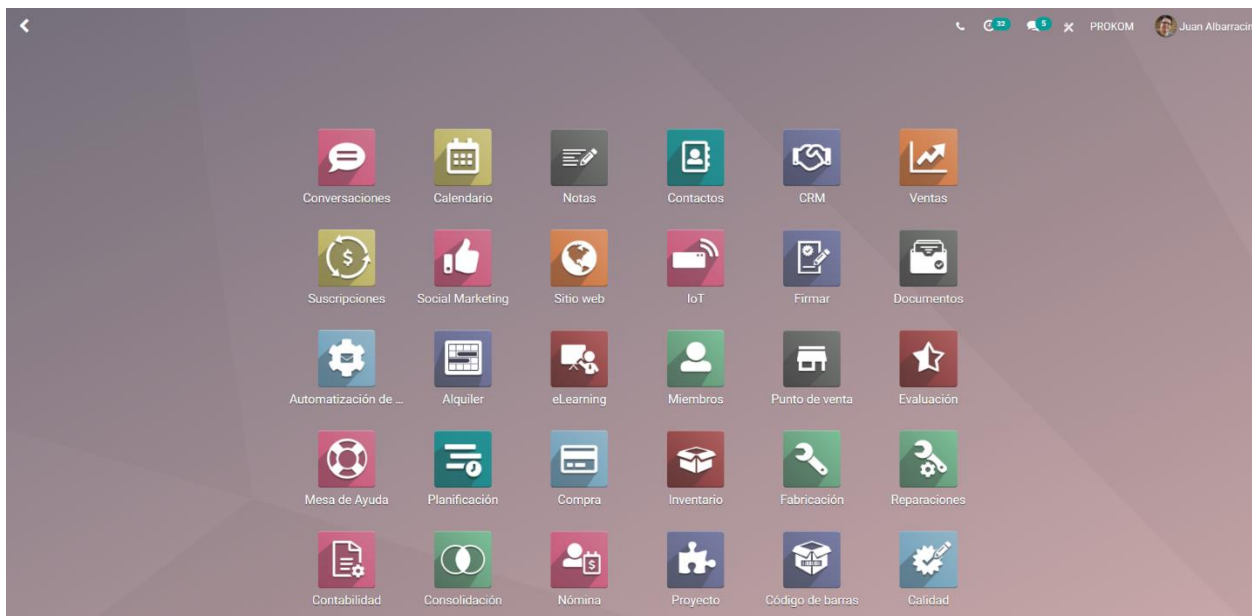 32 5 PROKOM Juan Albarracin
Conversaciones Calendario Notas Contactos CRM Ventas
Suscripciones Social Marketing Sitio web IoT Firmar Documentos
Automatización de ... Alquiler eLearning Miembros Punto de venta Evaluación
Mesa de Ayuda Planificación Compra Inventario Fabricación Reparaciones
Contabilidad Consolidación Nómina Proyecto Código de barras Calidad